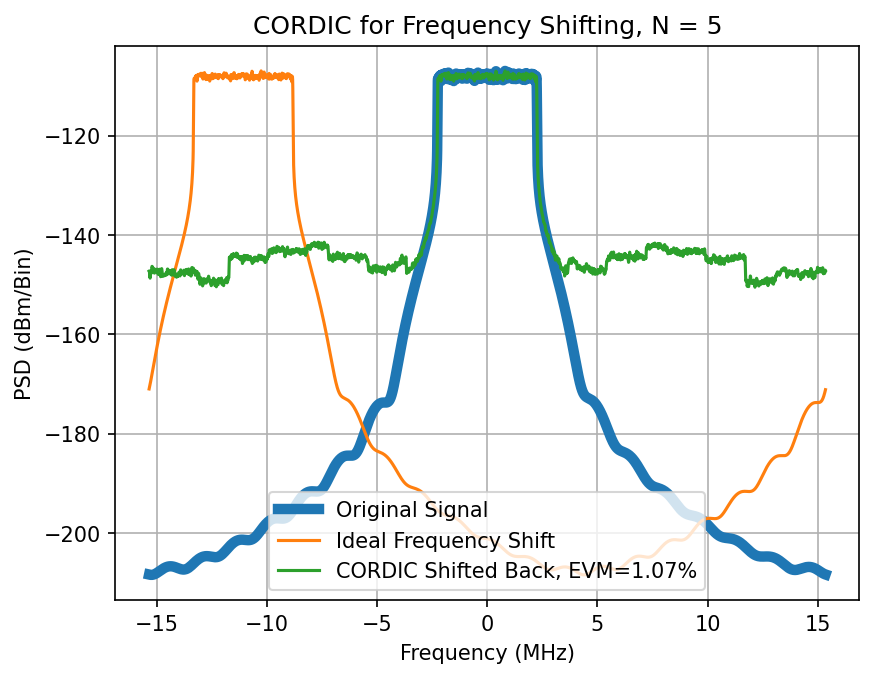 CORDIC for Frequency Shifting, N = 5
PSD (dBm/Bin)
−120
−140
−160
−180
−200
Original Signal
Ideal Frequency Shift
CORDIC Shifted Back, EVM=1.07%
−15 −10 −5 0 5 10 15
Frequency (MHz)